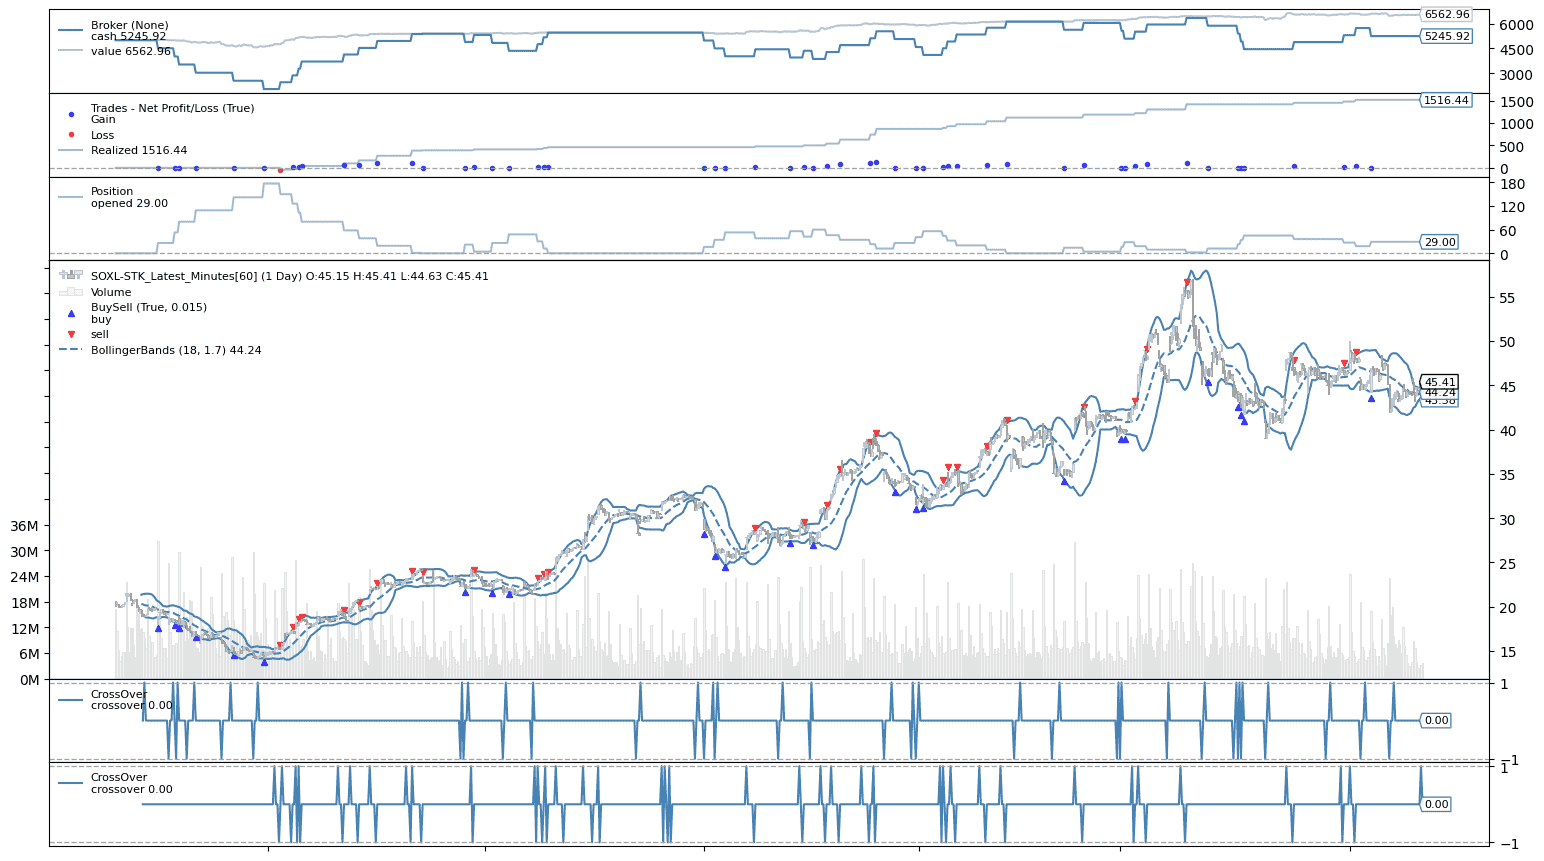 Broker (None)
cash 5245.92
value 6562.96
6562.96
6000
5245.92
4500
3000
Trades - Net Profit/Loss (True)
Gain
Loss
Realized 1516.44
1516.44
1500
1000
500
0
Position
opened 29.00
180
120
60
29.00
0
SOXL-STK_Latest_Minutes[60] (1 Day) O:45.15 H:45.41 L:44.63 C:45.41
Volume
BuySell (True, 0.015)
buy
sell
BollingerBands (18, 1.7) 44.24
55
50
45.41
45
44.24
40
35
30
25
20
15
36M
30M
24M
18M
12M
6M
0M
CrossOver
crossover 0.00
1
0.00
−1
CrossOver
crossover 0.00
1
0.00
−1